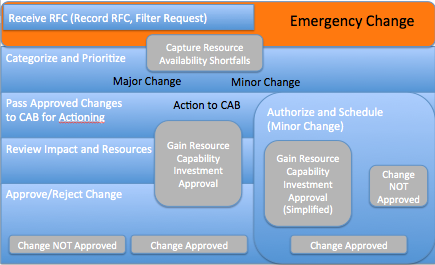 Receive RFC (Record RFC, Filter Request)
Emergency Change
Capture Resource
Availability Shortfalls
Categorize and Prioritize
Major Change
Minor Change
Pass Approved Changes
to CAB for Actioning
Action to CAB
Authorize and Schedule
(Minor Change)
Review Impact and Resources
Gain Resource
Capability
Investment
Approval
Gain Resource
Capability
Investment
Approval
(Simplified)
Change
NOT
Approved
Approve/Reject Change
Change NOT Approved
Change Approved
Change Approved